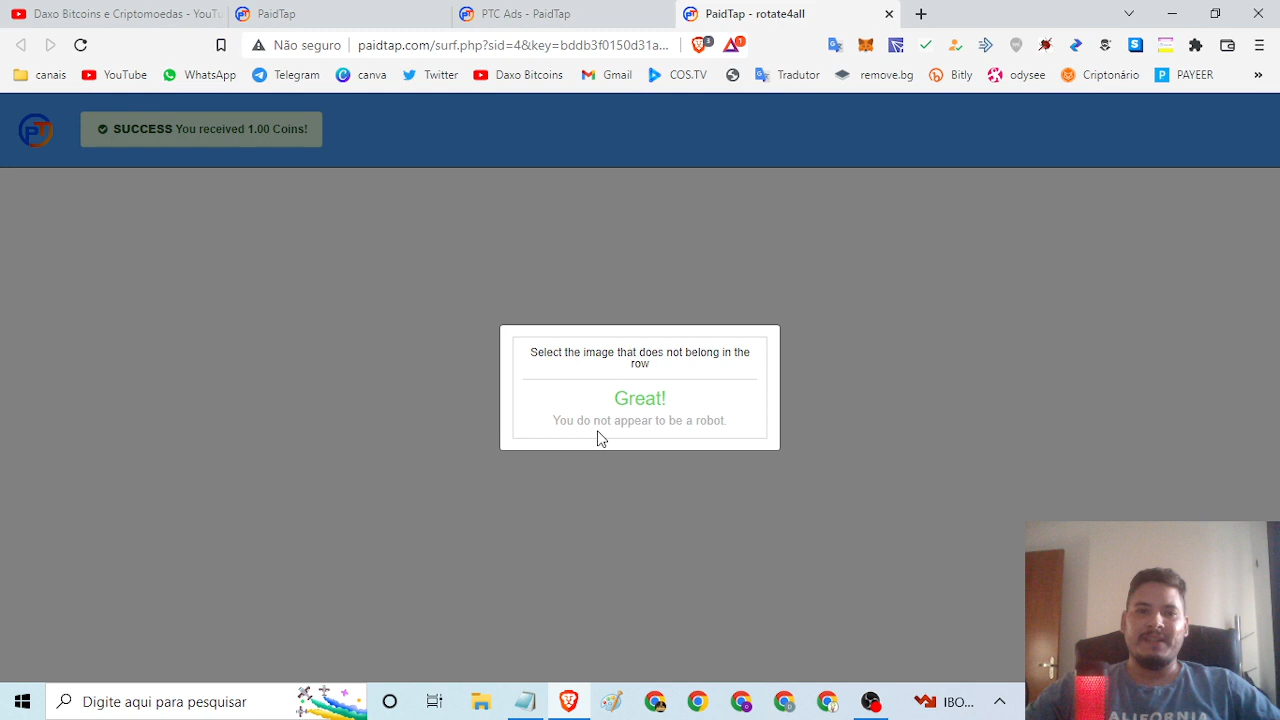 Daxo Bitcoins e Criptomoedas - YouTu
PaidTap
PTC Ads - PaidTap
PaidTap - rotate4all
Não seguro
paidtap.com/surf.php?sid=4&key=bddb3f0150c31a...
canais
YouTube
WhatsApp
Telegram
canva
Twitter
Daxo Bitcoins
Gmail
COS.TV
Tradutor
remove.bg
Bitly
odysee
Criptonário
PAYEER
PT
SUCCESS You received 1.00 Coins!
Select the image that does not belong in the
row
Great!
You do not appear to be a robot.
Digite aqui para pesquisar
IBO...
ALIFORNIA